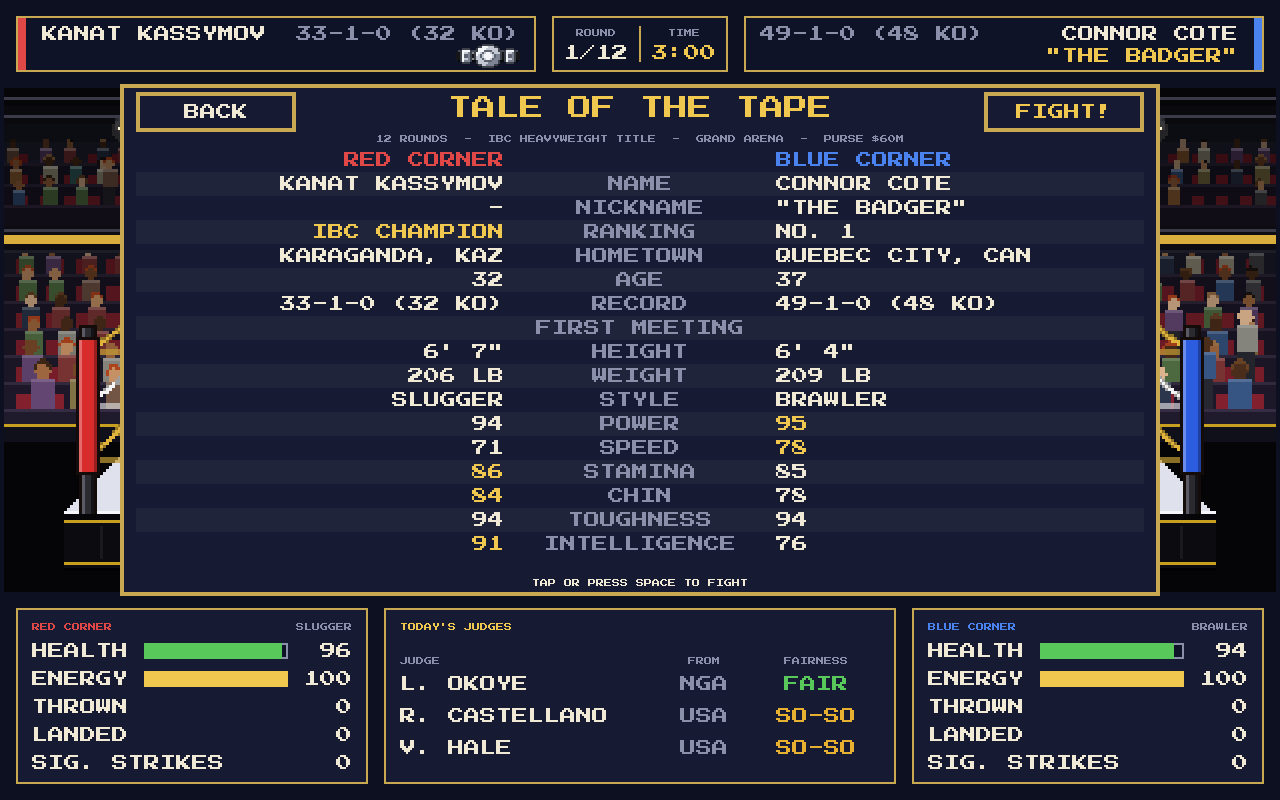 KANAT KASSYMOV 33-1-0 (32 KO)
ROUND TIME
1/12 3:00
49-1-0 (48 KO) CONNOR COTE
"THE BADGER"
BACK TALE OF THE TAPE FIGHT!
12 ROUNDS - IBC HEAVYWEIGHT TITLE - GRAND ARENA - PURSE $60M
RED CORNER BLUE CORNER
KANAT KASSYMOV NAME CONNOR COTE
- NICKNAME "THE BADGER"
IBC CHAMPION RANKING NO. 1
KARAGANDA, KAZ HOMETOWN QUEBEC CITY, CAN
32 AGE 37
33-1-0 (32 KO) RECORD 49-1-0 (48 KO)
FIRST MEETING
6' 7" HEIGHT 6' 4"
206 LB WEIGHT 209 LB
SLUGGER STYLE BRAWLER
94 POWER 95
71 SPEED 78
86 STAMINA 85
84 CHIN 78
94 TOUGHNESS 94
91 INTELLIGENCE 76
TAP OR PRESS SPACE TO FIGHT
RED CORNER SLUGGER
HEALTH 96
ENERGY 100
THROWN 0
LANDED 0
SIG. STRIKES 0
TODAY'S JUDGES
JUDGE FROM FAIRNESS
L. OKOYE NGA FAIR
R. CASTELLANO USA SO-SO
V. HALE USA SO-SO
BLUE CORNER BRAWLER
HEALTH 94
ENERGY 100
THROWN 0
LANDED 0
SIG. STRIKES 0